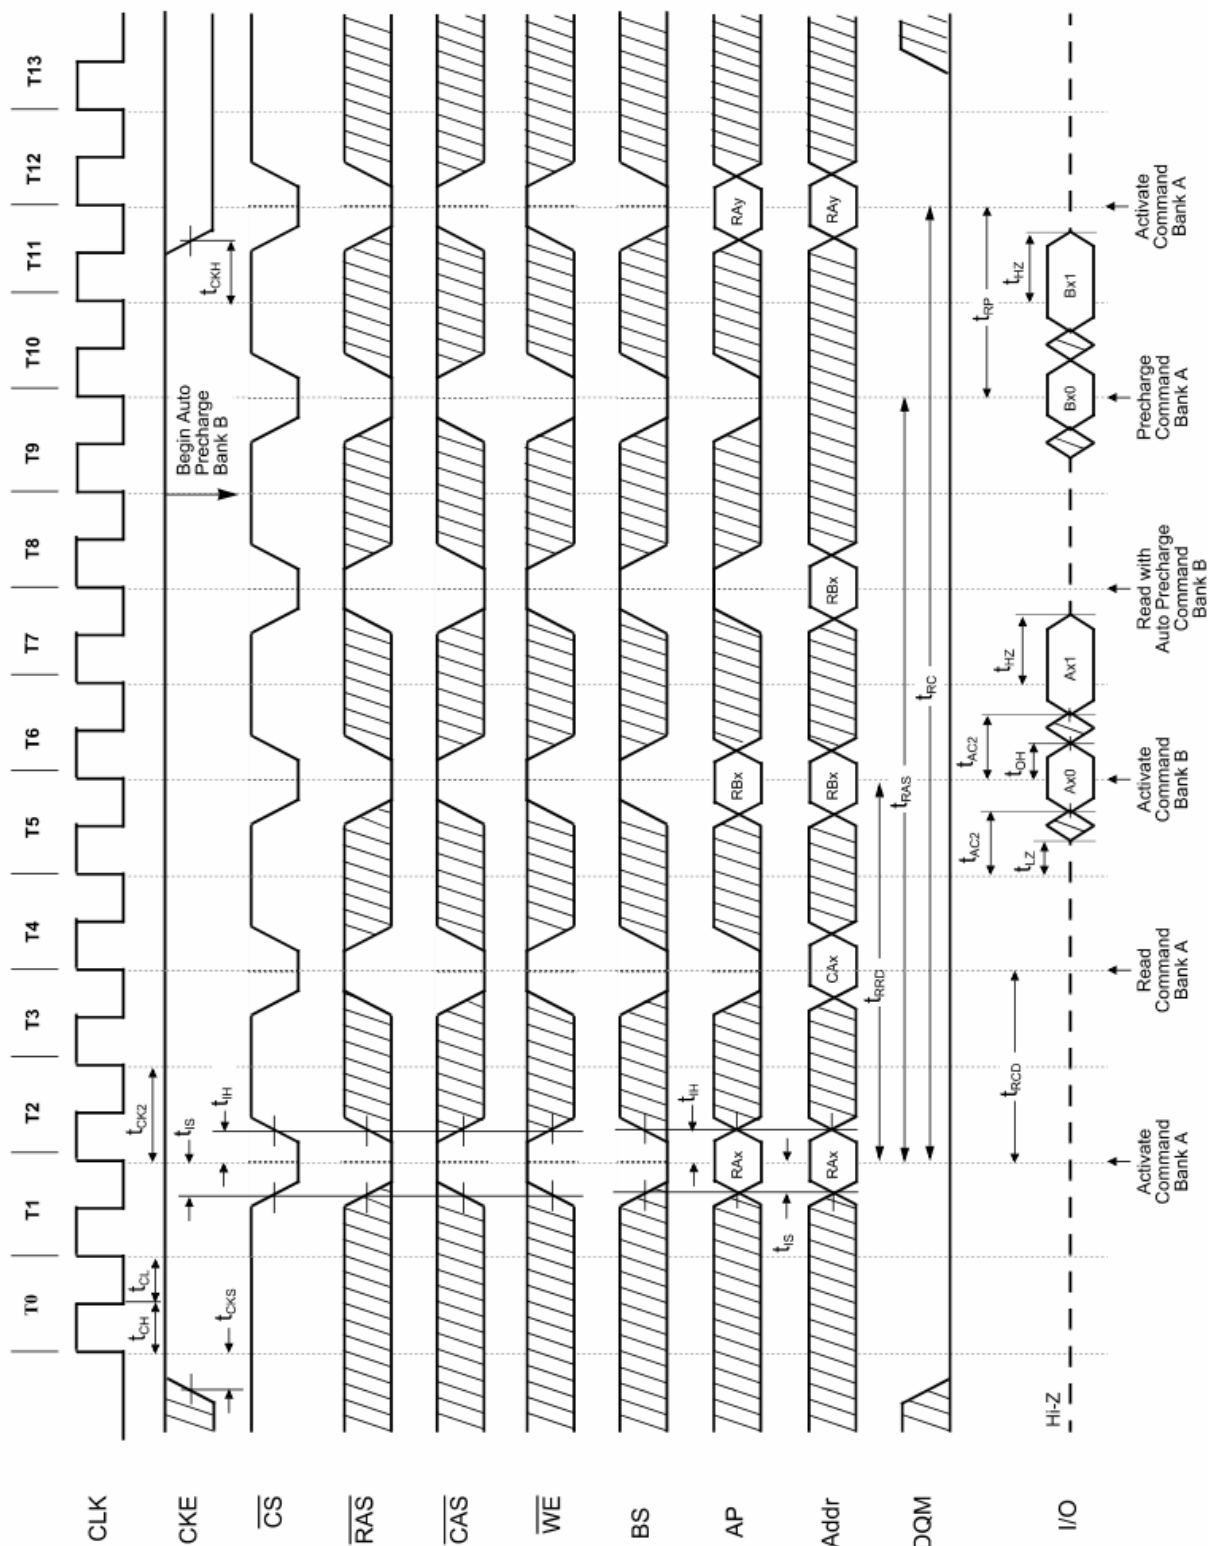 T0 T1 T2 T3 T4 T5 T6 T7 T8 T9 T10 T11 T12 T13
CLK
tCH tCL tCK2
CKE
tCKS tIS tIH
Begin Auto
Precharge
Bank B
tCKH
CS
RAS
CAS
WE
BS
tIH
AP
RAx RBx RAy
tIS
Addr
RAx CAx RBx RBx RAy
tRRD
tRAS
tRC
DQM
tRCD
tAC2 tAC2
tRP
tLZ tOH tHZ tHZ
I/O
Hi-Z
Ax0 Ax1 Bx0 Bx1
Activate
Command
Bank A
Read
Command
Bank A
Activate
Command
Bank B
Read with
Auto Precharge
Command
Bank B
Precharge
Command
Bank A
Activate
Command
Bank A